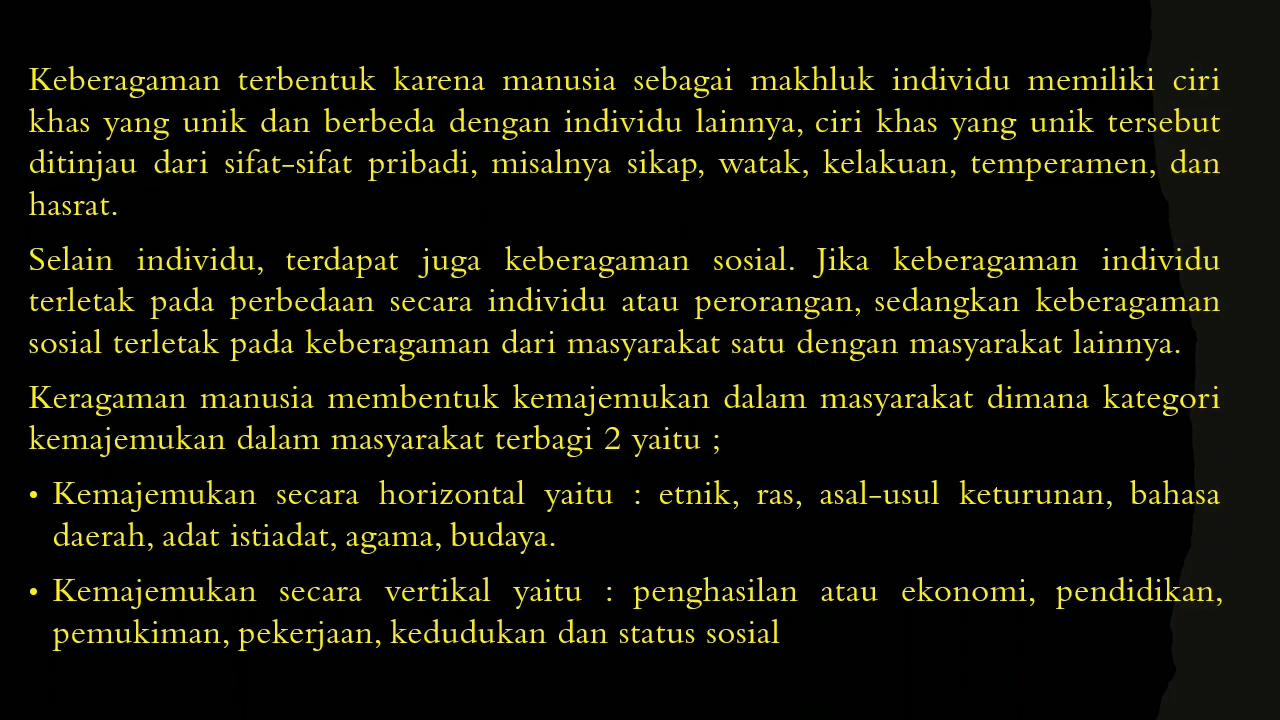 Keberagaman terbentuk karena manusia sebagai makhluk individu memiliki ciri
khas yang unik dan berbeda dengan individu lainnya, ciri khas yang unik tersebut
ditinjau dari sifat-sifat pribadi, misalnya sikap, watak, kelakuan, temperamen, dan
hasrat.
Selain individu, terdapat juga keberagaman sosial. Jika keberagaman individu
terletak pada perbedaan secara individu atau perorangan, sedangkan keberagaman
sosial terletak pada keberagaman dari masyarakat satu dengan masyarakat lainnya.
Keragaman manusia membentuk kemajemukan dalam masyarakat dimana kategori
kemajemukan dalam masyarakat terbagi 2 yaitu ;
• Kemajemukan secara horizontal yaitu : etnik, ras, asal-usul keturunan, bahasa
daerah, adat istiadat, agama, budaya.
• Kemajemukan secara vertikal yaitu : penghasilan atau ekonomi, pendidikan,
pemukiman, pekerjaan, kedudukan dan status sosial